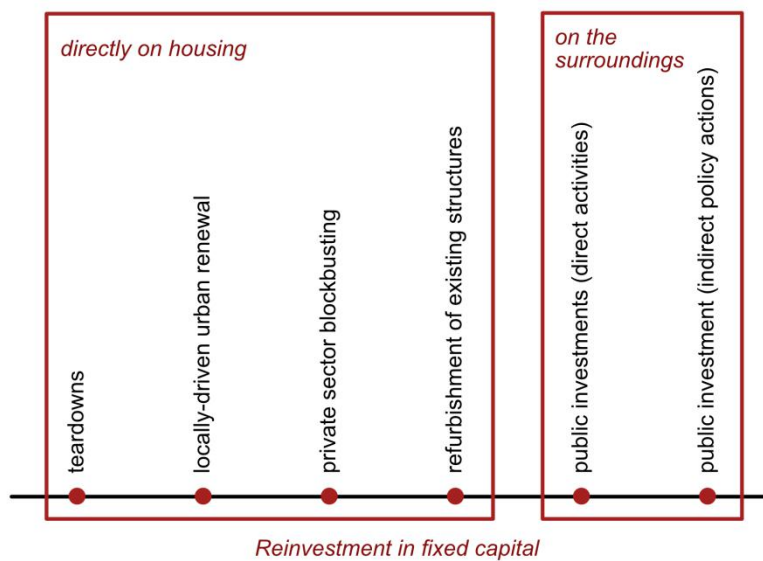 directly on housing
on the
surroundings
teardowns
locally-driven urban renewal
private sector blockbusting
refurbishment of existing structures
public investments (direct activities)
public investment (indirect policy actions)
Reinvestment in fixed capital